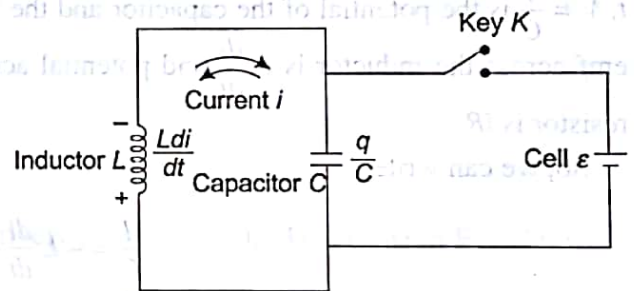 Key K
Current i
Inductor L
Ldi
dt
–
+
Capacitor C
q
C
Cell ε